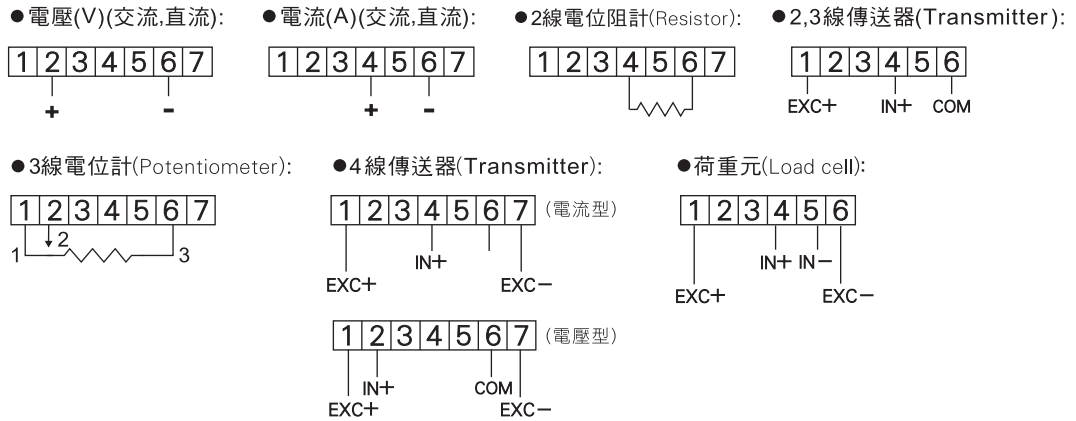 ●電壓(V)(交流,直流):
1 2 3 4 5 6 7
+ -
●電流(A)(交流,直流):
1 2 3 4 5 6 7
+ -
●2線電位阻計(Resistor):
1 2 3 4 5 6 7
●2,3線傳送器(Transmitter):
1 2 3 4 5 6
EXC+ IN+ COM
●3線電位計(Potentiometer):
1 2 3 4 5 6 7
2
1 3
●4線傳送器(Transmitter):
1 2 3 4 5 6 7 (電流型)
IN+
EXC+ EXC−
1 2 3 4 5 6 7 (電壓型)
IN+ COM
EXC+ EXC−
●荷重元(Load cell):
1 2 3 4 5 6
IN+ IN−
EXC+ EXC−